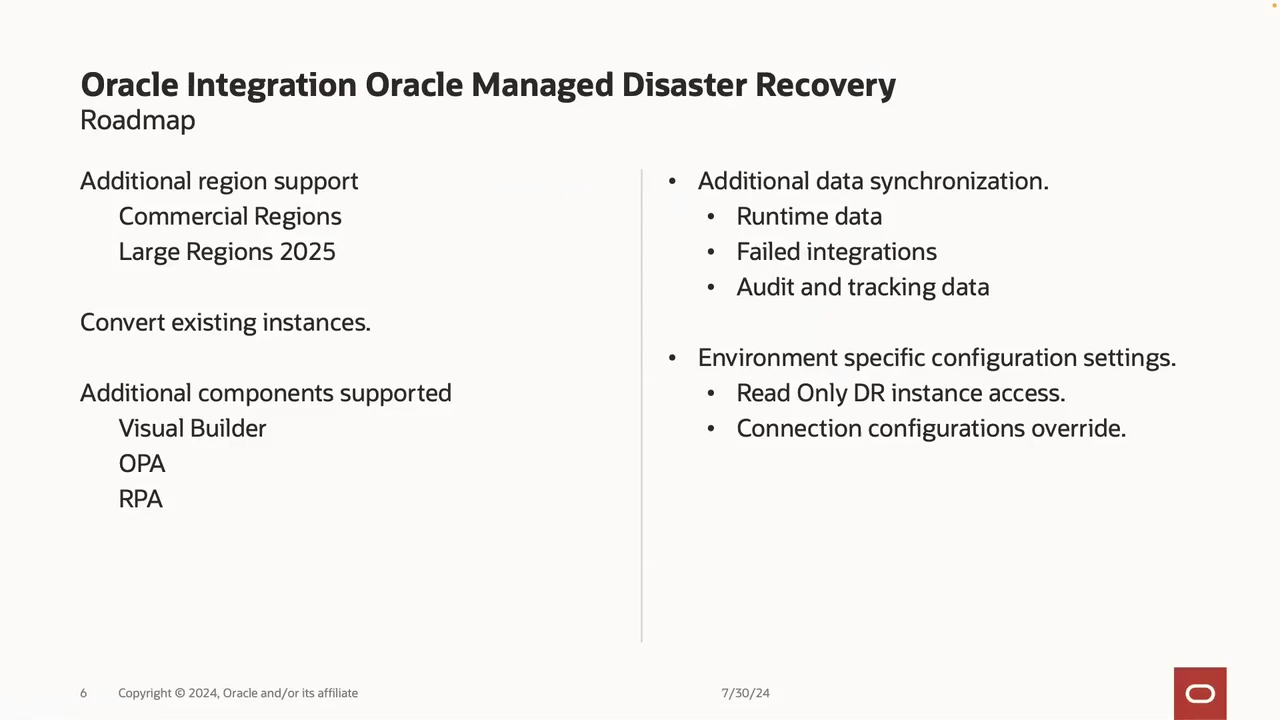 Oracle Integration Oracle Managed Disaster Recovery
Roadmap
Additional region support
Commercial Regions
Large Regions 2025
Convert existing instances.
Additional components supported
Visual Builder
OPA
RPA
• Additional data synchronization.
• Runtime data
• Failed integrations
• Audit and tracking data
• Environment specific configuration settings.
• Read Only DR instance access.
• Connection configurations override.
6 Copyright © 2024, Oracle and/or its affiliate 7/30/24